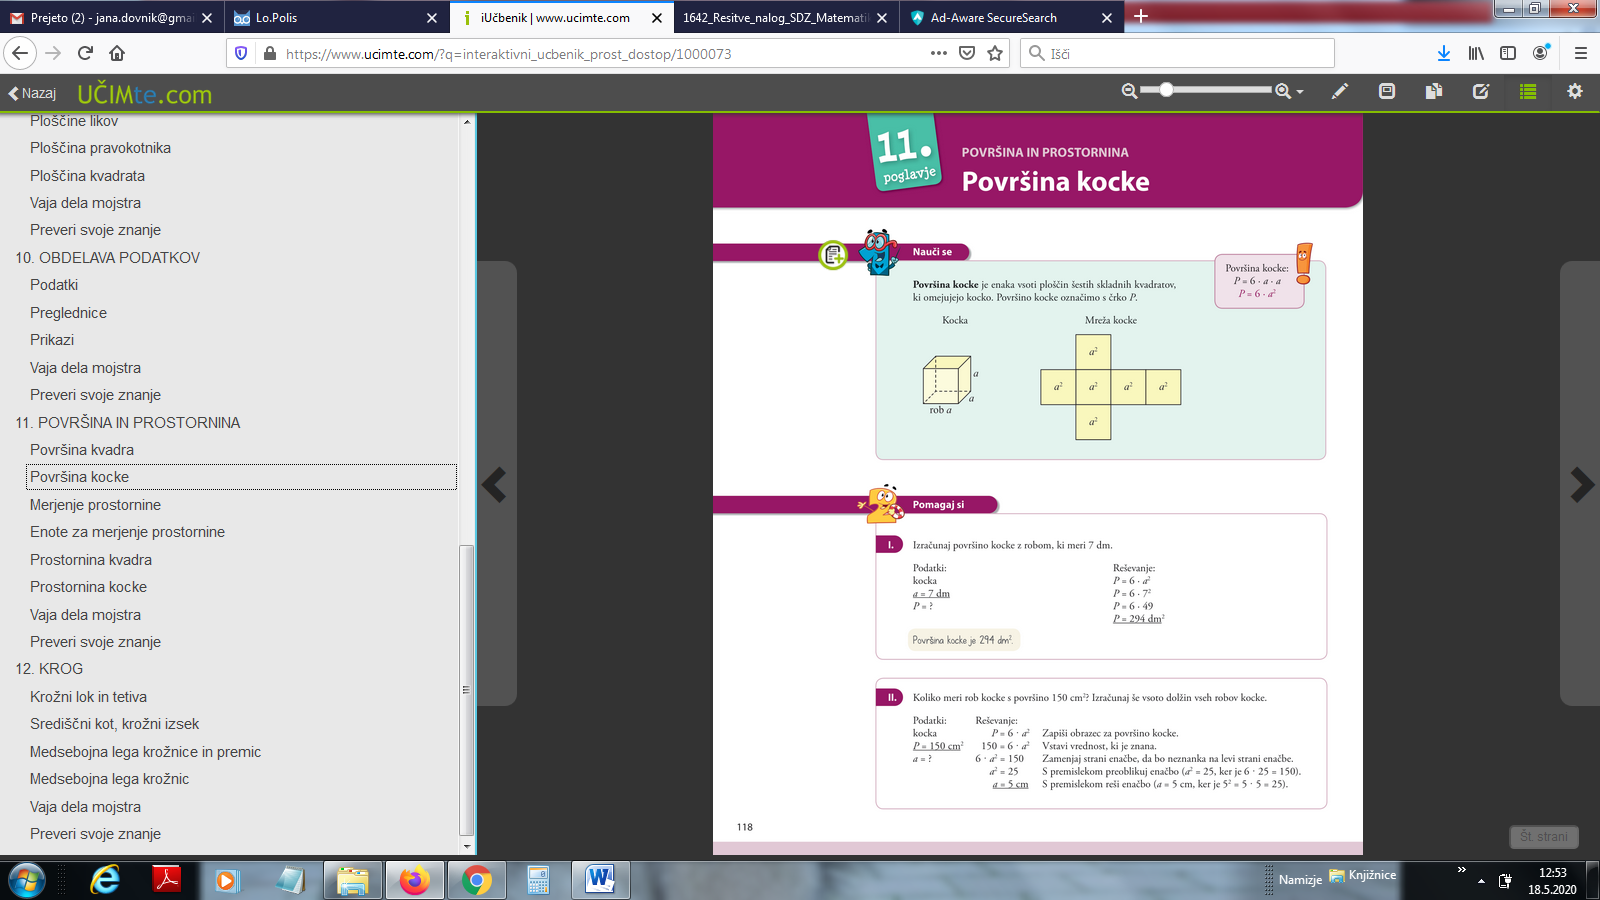 Prejeto (2) - jana.dovnik@gmai
Lo.Polis
iUčbenik | www.ucimte.com
1642_Resitve_nalog_SDZ_Matemati
Ad-Aware SecureSearch
https://www.ucimte.com/?q=interaktivni_ucbenik_prost_dostop/1000073
Išči
Nazaj
UČIMte.com
Ploščine likov
Ploščina pravokotnika
Ploščina kvadrata
Vaja dela mojstra
Preveri svoje znanje
10. OBDELAVA PODATKOV
Podatki
Preglednice
Prikazi
Vaja dela mojstra
Preveri svoje znanje
11. POVRŠINA IN PROSTORNINA
Površina kvadra
Površina kocke
Merjenje prostornine
Enote za merjenje prostornine
Prostornina kvadra
Prostornina kocke
Vaja dela mojstra
Preveri svoje znanje
12. KROG
Krožni lok in tetiva
Središčni kot, krožni izsek
Medsebojna lega krožnice in premic
Medsebojna lega krožnic
Vaja dela mojstra
Preveri svoje znanje
11.
poglavje
POVRŠINA IN PROSTORNINA
Površina kocke
Nauči se
Površina kocke je enaka vsoti ploščin šestih skladnih kvadratov,
ki omejujejo kocko. Površino kocke označimo s črko P.
Površina kocke:
P = 6 · a · a
P = 6 · a²
Kocka
Mreža kocke
a
a
rob a
a²
a² a² a² a²
a²
Pomagaj si
I. Izračunaj površino kocke z robom, ki meri 7 dm.
Podatki:
kocka
a = 7 dm
P = ?
Reševanje:
P = 6 · a²
P = 6 · 7²
P = 6 · 49
P = 294 dm²
Površina kocke je 294 dm².
II. Koliko meri rob kocke s površino 150 cm²? Izračunaj še vsoto dolžin vseh robov kocke.
Podatki: Reševanje:
kocka P = 6 · a² Zapiši obrazec za površino kocke.
P = 150 cm² 150 = 6 · a² Vstavi vrednost, ki je znana.
a = ? 6 · a² = 150 Zamenjaj strani enačbe, da bo neznanka na levi strani enačbe.
a² = 25 S premislekom preoblikuj enačbo (a² = 25, ker je 6 · 25 = 150).
a = 5 cm S premislekom reši enačbo (a = 5 cm, ker je 5² = 5 · 5 = 25).
118
Št. strani
Namizje
Knjižnice
12:53
18.5.2020